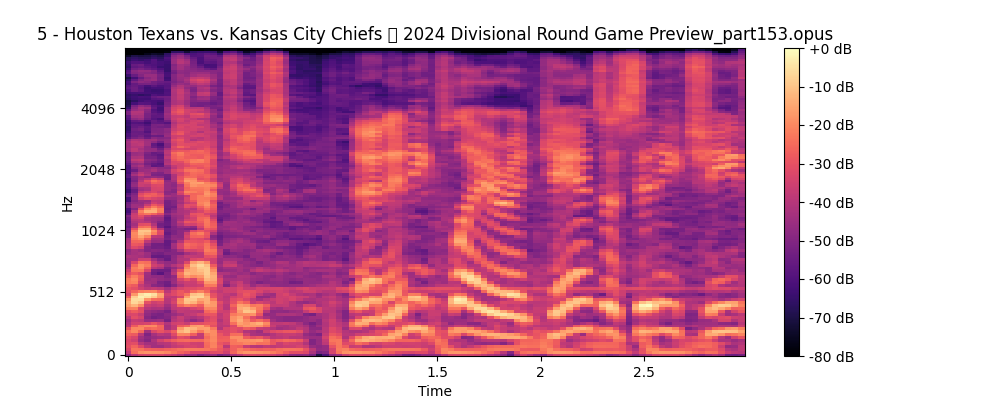 5 - Houston Texans vs. Kansas City Chiefs ▯ 2024 Divisional Round Game Preview_part153.opus
+0 dB
-10 dB
-20 dB
-30 dB
-40 dB
-50 dB
-60 dB
-70 dB
-80 dB
4096
2048
1024
512
0
Hz
0
0.5
1
1.5
2
2.5
Time